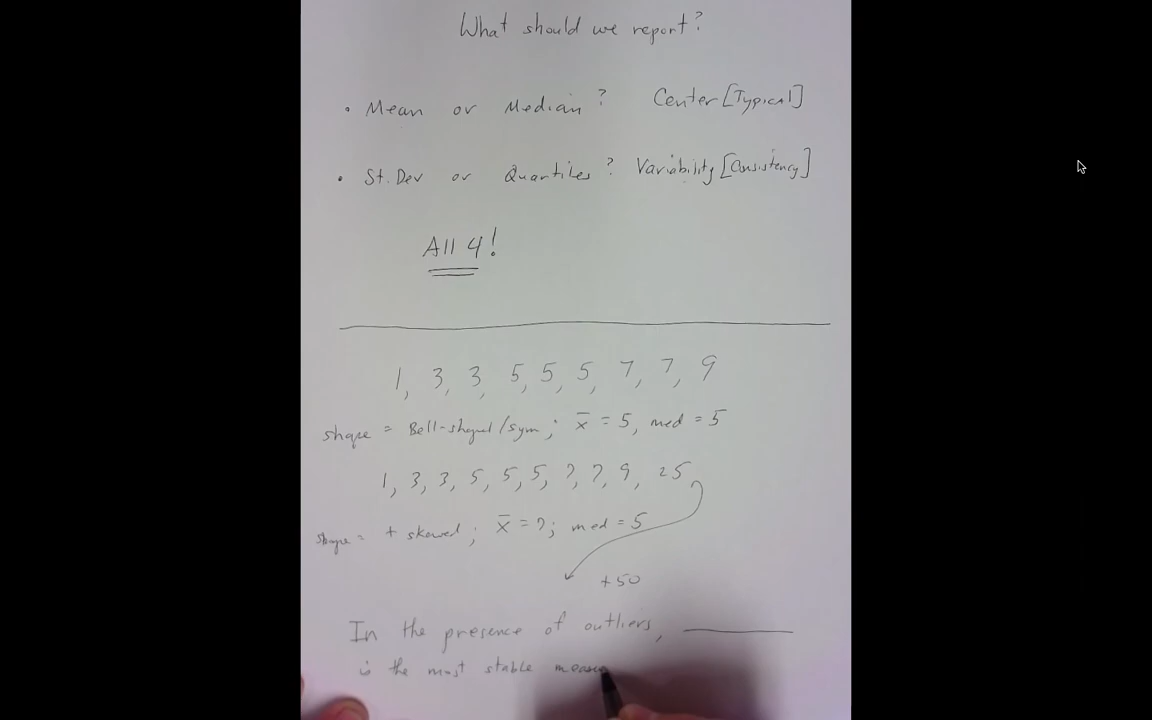 What should we report?
• Mean or Median? Center [Typical]
• St. Dev or Quantiles? Variability [Consistency]
All 4!
1, 3, 3, 5, 5, 5, 7, 7, 9
shape = Bell-shaped/sym; x̄ = 5, med = 5
1, 3, 3, 5, 5, 5, 7, 7, 9, 25
shape = + skewed; x̄ = 7; med = 5
+50
In the presence of outliers, ______
is the most stable